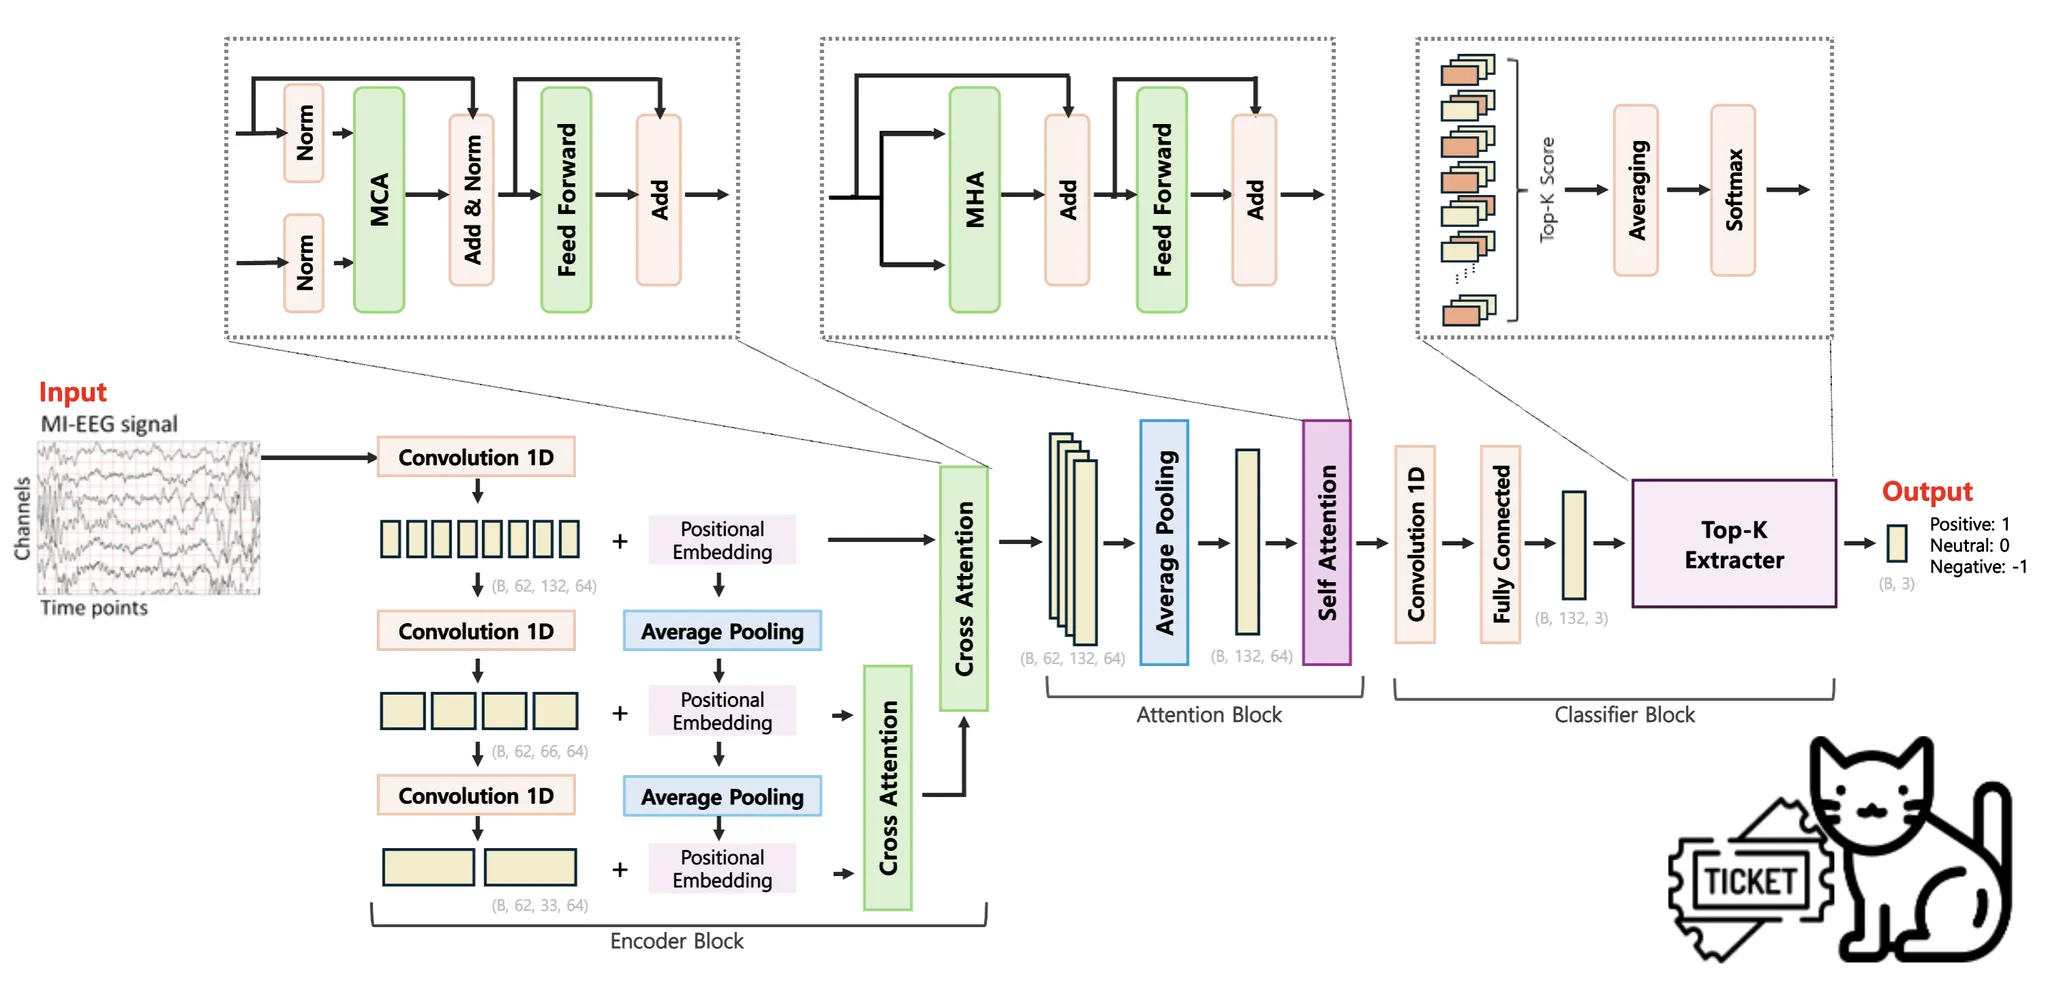 Norm
Norm
MCA
Add & Norm
Feed Forward
Add
MHA
Add
Feed Forward
Add
Top-K Score
Averaging
Softmax
Input
MI-EEG signal
Channels
Time points
Convolution 1D
+
Positional
Embedding
(B, 62, 132, 64)
Convolution 1D
Average Pooling
+
Positional
Embedding
(B, 62, 66, 64)
Convolution 1D
Average Pooling
+
Positional
Embedding
(B, 62, 33, 64)
Cross Attention
Cross Attention
Encoder Block
(B, 62, 132, 64)
Average Pooling
(B, 132, 64)
Self Attention
Attention Block
Convolution 1D
Fully Connected
(B, 132, 3)
Top-K
Extracter
Classifier Block
Output
Positive: 1
Neutral: 0
Negative: -1
(B, 3)
TICKET